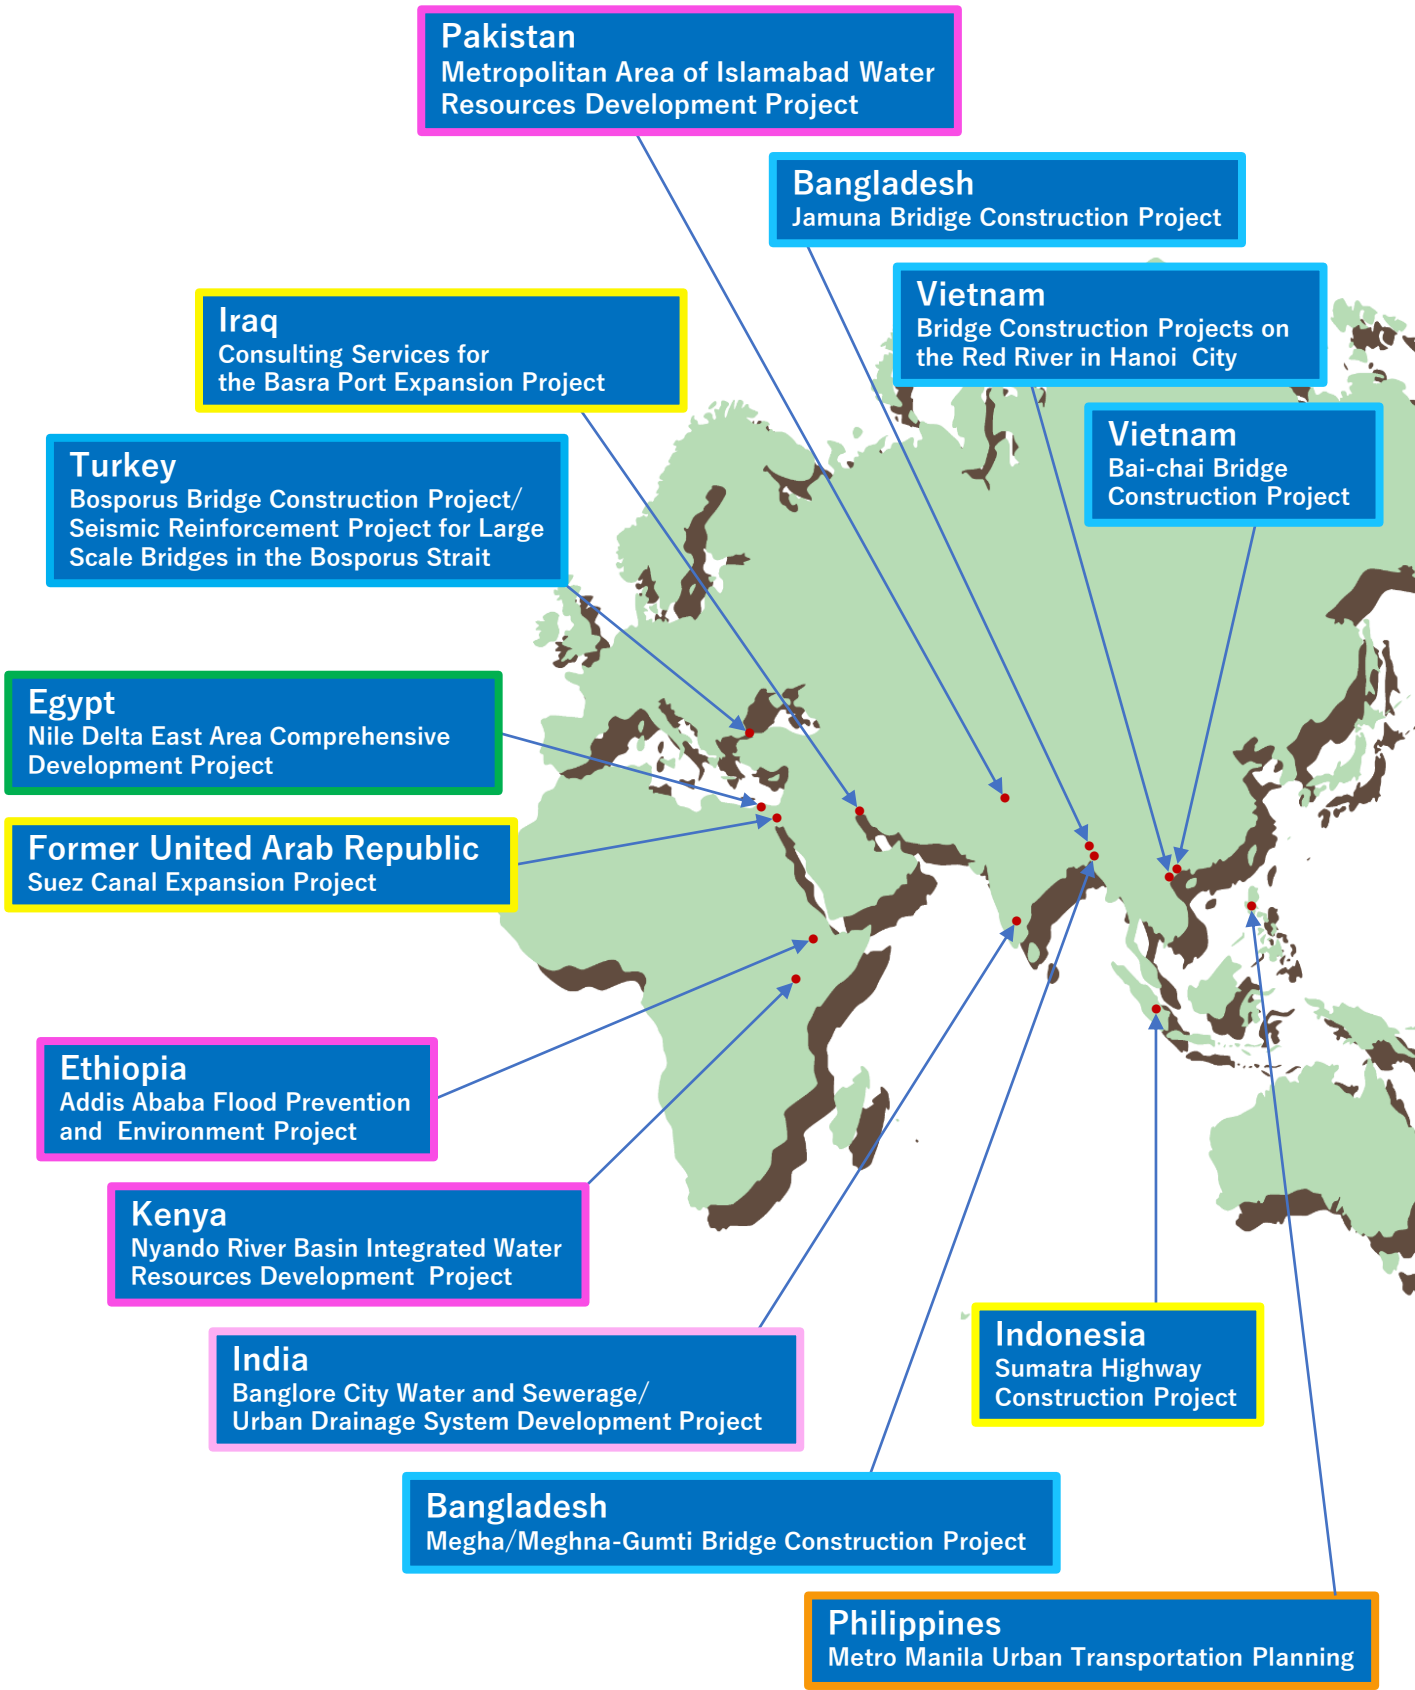 Pakistan
Metropolitan Area of Islamabad Water
Resources Development Project
Bangladesh
Jamuna Bridige Construction Project
Vietnam
Bridge Construction Projects on
the Red River in Hanoi City
Iraq
Consulting Services for
the Basra Port Expansion Project
Vietnam
Bai-chai Bridge
Construction Project
Turkey
Bosporus Bridge Construction Project/
Seismic Reinforcement Project for Large
Scale Bridges in the Bosporus Strait
Egypt
Nile Delta East Area Comprehensive
Development Project
Former United Arab Republic
Suez Canal Expansion Project
Ethiopia
Addis Ababa Flood Prevention
and Environment Project
Kenya
Nyando River Basin Integrated Water
Resources Development Project
India
Banglore City Water and Sewerage/
Urban Drainage System Development Project
Indonesia
Sumatra Highway
Construction Project
Bangladesh
Megha/Meghna-Gumti Bridge Construction Project
Philippines
Metro Manila Urban Transportation Planning